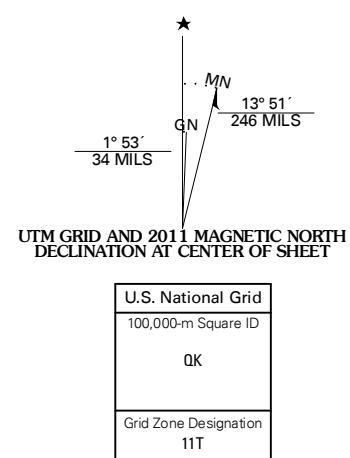 MN
GN
13° 51´
246 MILS
1° 53´
34 MILS
UTM GRID AND 2011 MAGNETIC NORTH
DECLINATION AT CENTER OF SHEET
U.S. National Grid
100,000-m Square ID
QK
Grid Zone Designation
11T